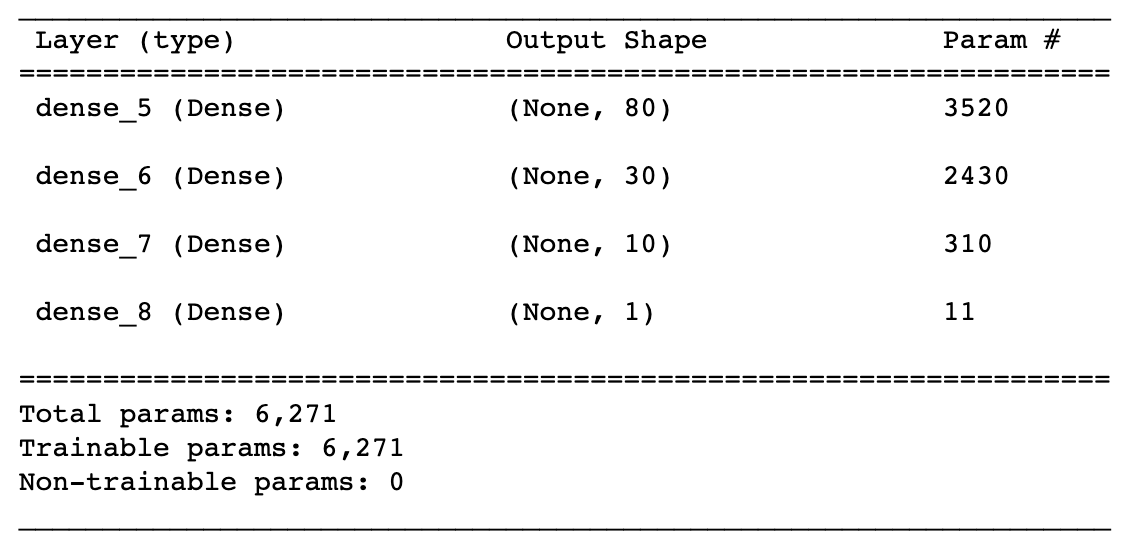 Layer (type) Output Shape Param #
dense_5 (Dense) (None, 80) 3520
dense_6 (Dense) (None, 30) 2430
dense_7 (Dense) (None, 10) 310
dense_8 (Dense) (None, 1) 11
Total params: 6,271
Trainable params: 6,271
Non-trainable params: 0